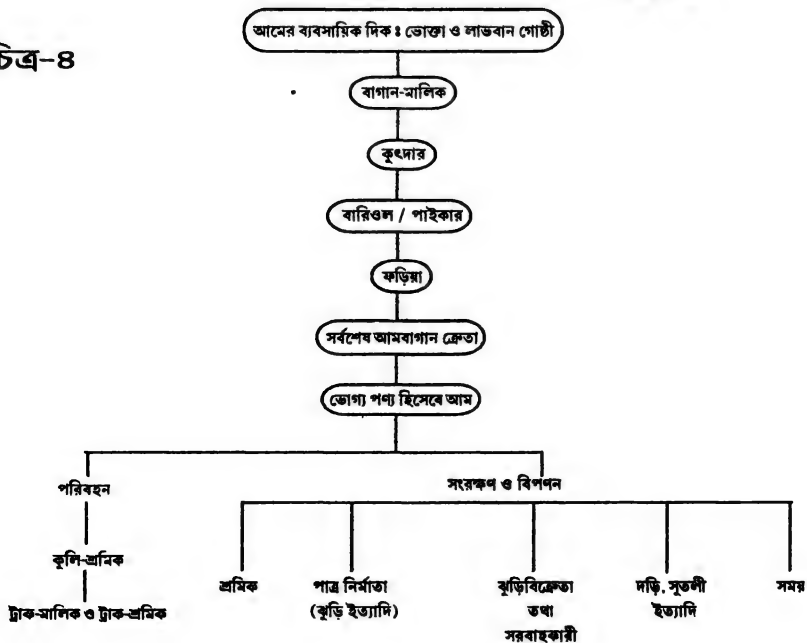 চিত্র-৪
আমের ব্যবসায়িক দিক ঃ ভোক্তা ও লাভবান গোষ্ঠী
বাগান-মালিক
কুৎদার
বারিওল / পাইকার
ফড়িয়া
সর্বশেষ আমবাগান ক্রেতা
ভোগ্য পণ্য হিসেবে আম
পরিবহন
সংরক্ষণ ও বিপণন
কুলি-শ্রমিক
ট্রাক-মালিক ও ট্রাক-শ্রমিক
শ্রমিক
পাত্র নির্মাতা
(ঝুড়ি ইত্যাদি)
ঝুড়িবিক্রেতা
তথা
সরবাহকারী
দড়ি, সূতলী
ইত্যাদি
সময়